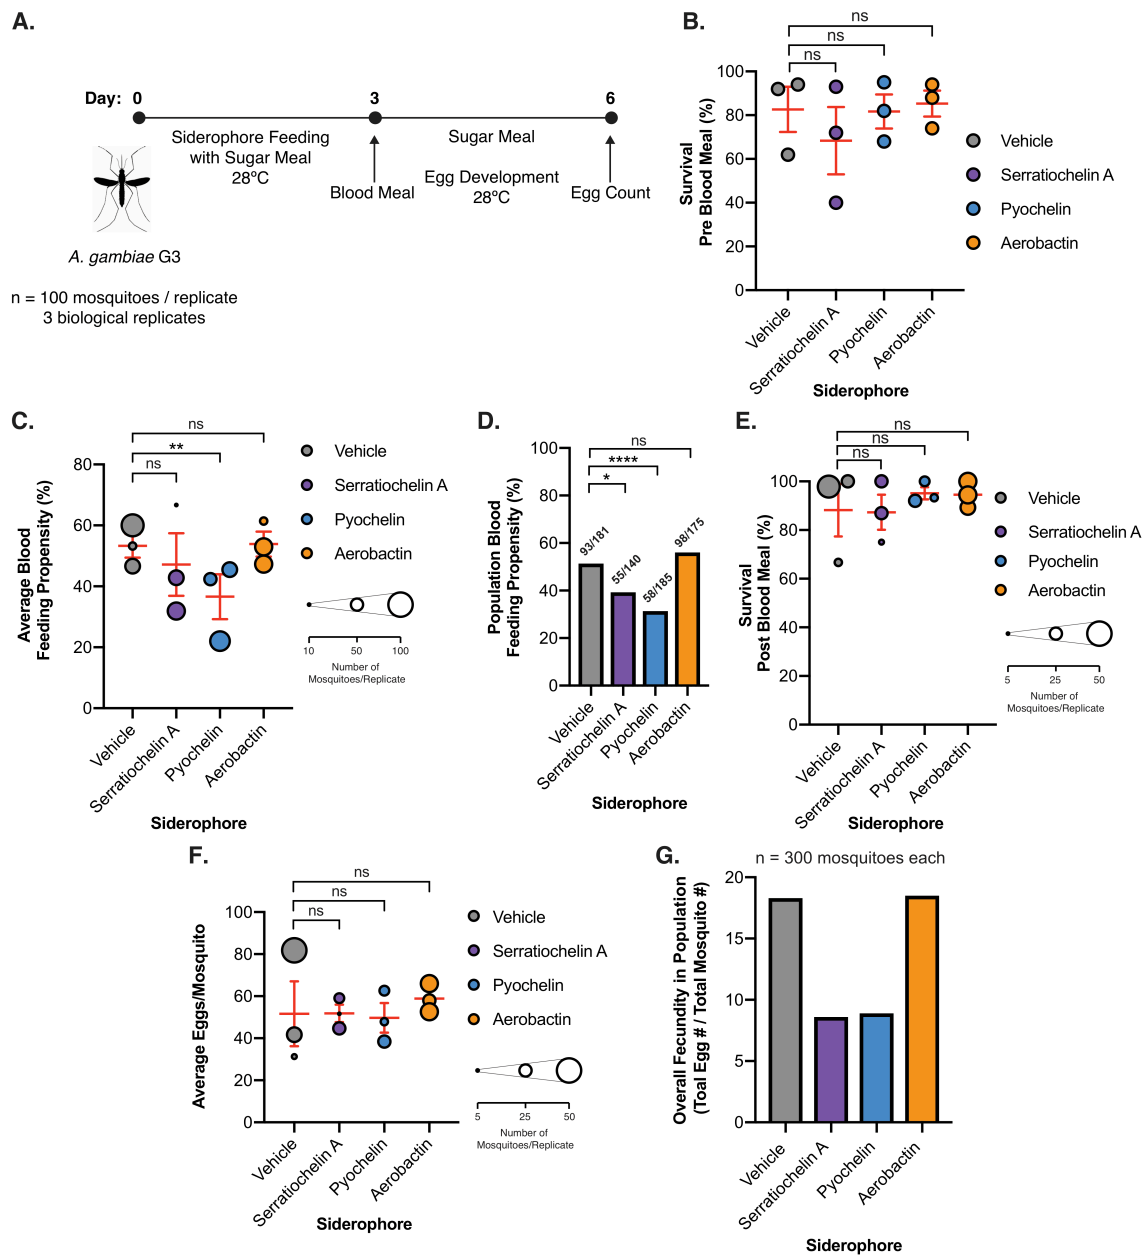 A.
Day: 0 3 6
Siderophore Feeding
with Sugar Meal
28ºC
Sugar Meal
Egg Development
28ºC
Blood Meal
Egg Count
A. gambiae G3
n = 100 mosquitoes / replicate
3 biological replicates
B.
ns
ns
ns
Survival
Pre Blood Meal (%)
100
80
60
40
20
0
Vehicle
Serratiochelin A
Pyochelin
Aerobactin
Siderophore
Vehicle
Serratiochelin A
Pyochelin
Aerobactin
C.
ns
**
ns
Average Blood
Feeding Propensity (%)
80
60
40
20
0
Vehicle
Serratiochelin A
Pyochelin
Aerobactin
Siderophore
Vehicle
Serratiochelin A
Pyochelin
Aerobactin
10 50 100
Number of
Mosquitoes/Replicate
D.
ns
****
*
Population Blood
Feeding Propensity (%)
100
80
60
40
20
0
93/181
55/140
58/185
98/175
Vehicle
Serratiochelin A
Pyochelin
Aerobactin
Siderophore
E.
ns
ns
ns
Survival
Post Blood Meal (%)
100
80
60
40
20
0
Vehicle
Serratiochelin A
Pyochelin
Aerobactin
Siderophore
Vehicle
Serratiochelin A
Pyochelin
Aerobactin
5 25 50
Number of
Mosquitoes/Replicate
F.
ns
ns
ns
Average Eggs/Mosquito
100
80
60
40
20
0
Vehicle
Serratiochelin A
Pyochelin
Aerobactin
Siderophore
Vehicle
Serratiochelin A
Pyochelin
Aerobactin
5 25 50
Number of
Mosquitoes/Replicate
G.
n = 300 mosquitoes each
Overall Fecundity in Population
(Toal Egg # / Total Mosquito #)
20
15
10
5
0
Vehicle
Serratiochelin A
Pyochelin
Aerobactin
Siderophore